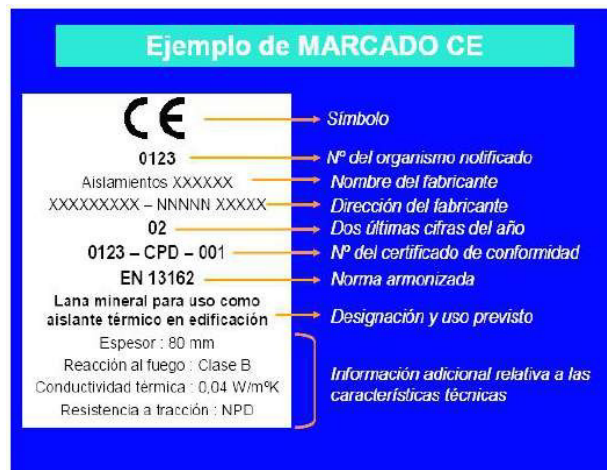 Ejemplo de MARCADO CE
CE
Símbolo
0123
Nº del organismo notificado
Aislamientos XXXXXX
Nombre del fabricante
XXXXXXXXX – NNNNN XXXXX
Dirección del fabricante
02
Dos últimas cifras del año
0123 – CPD – 001
Nº del certificado de conformidad
EN 13162
Norma armonizada
Lana mineral para uso como
aislante térmico en edificación
Designación y uso previsto
Espesor : 80 mm
Reacción al fuego : Clase B
Conductividad térmica : 0,04 W/mºK
Resistencia a tracción : NPD
Información adicional relativa a las
características técnicas